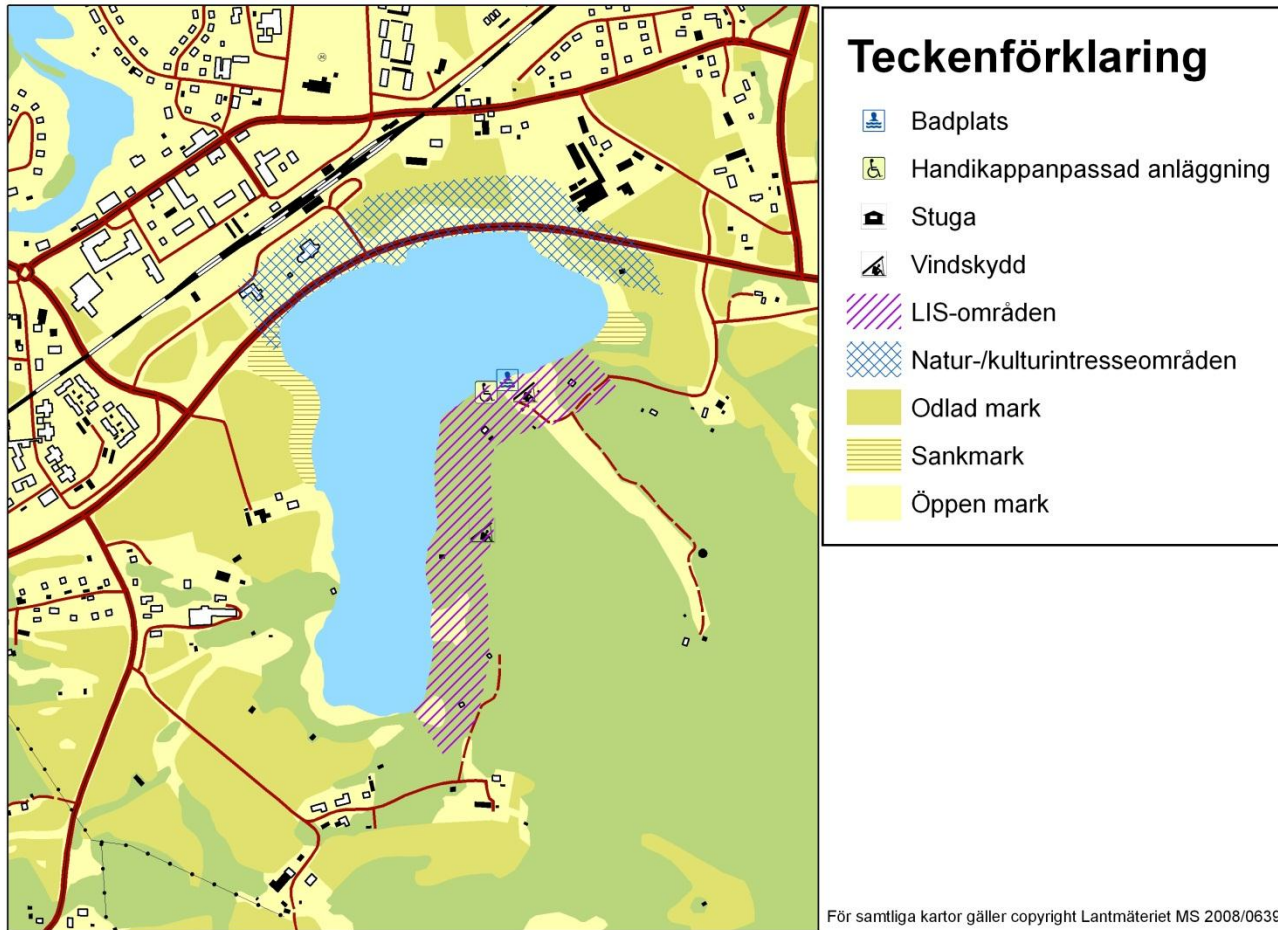 Teckenförklaring
Badplats
Handikappanpassad anläggning
Stuga
Vindskydd
LIS-områden
Natur-/kulturintresseområden
Odlad mark
Sankmark
Öppen mark
För samtliga kartor gäller copyright Lantmäteriet MS 2008/0639